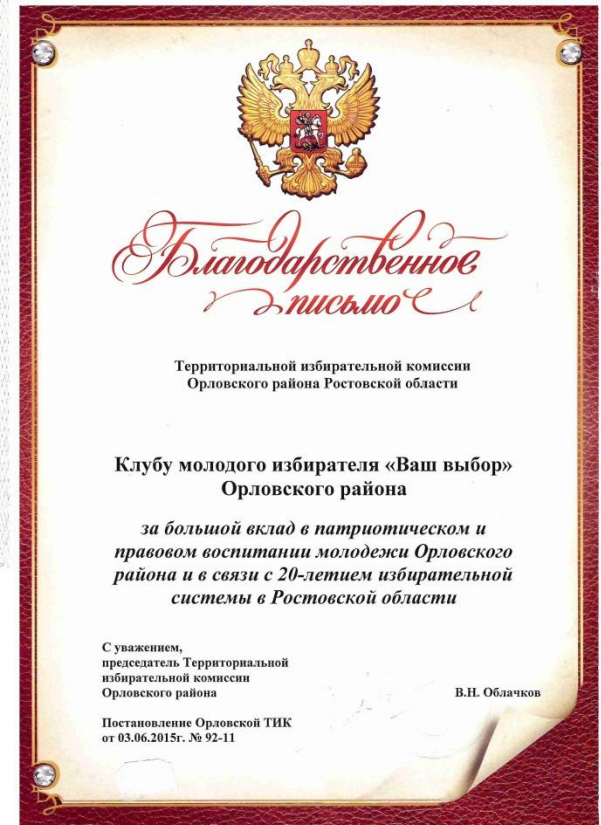 Благодарственное
письмо
Территориальной избирательной комиссии
Орловского района Ростовской области
Клубу молодого избирателя «Ваш выбор»
Орловского района
за большой вклад в патриотическом и
правовом воспитании молодежи Орловского
района и в связи с 20-летием избирательной
системы в Ростовской области
С уважением,
председатель Территориальной
избирательной комиссии
Орловского района
В.Н. Облачков
Постановление Орловской ТИК
от 03.06.2015г. № 92-11